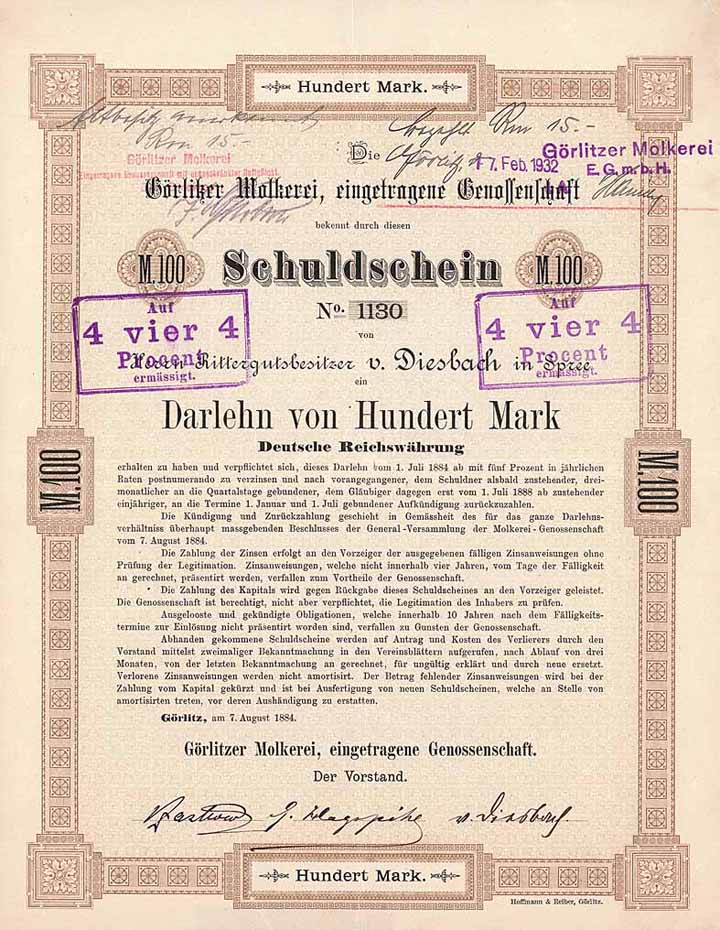 Hundert Mark.
Altbesitz anerkannt
Rm 15.-
bezahlt Rm 15.-
Görlitz, d. 17. Feb. 1932
Görlitzer Molkerei
E.G.m.b.H.
Görlitzer Molkerei
Die
Görlitzer Molkerei, eingetragene Genossenschaft
bekennt durch diesen
M.100 Schuldschein M.100
No. 1130
von
Auf
4 vier 4
Procent
ermässigt.
Auf
4 vier 4
Procent
ermässigt.
Herrn Rittergutsbesitzer v. Diesbach in Spree
ein
Darlehn von Hundert Mark
Deutsche Reichswährung
M.100
M.100
erhalten zu haben und verpflichtet sich, dieses Darlehn vom 1. Juli 1884 ab mit fünf Prozent in jährlichen
Raten postnumerando zu verzinsen und nach vorangegangener, dem Schuldner alsbald zustehender, drei-
monatlicher an die Quartalstage gebundener, dem Gläubiger dagegen erst vom 1. Juli 1888 ab zustehender
einjähriger, an die Termine 1. Januar und 1. Juli gebundener Aufkündigung zurückzuzahlen.
Die Kündigung und Zurückzahlung geschieht in Gemässheit des für das ganze Darlehns-
verhältniss überhaupt massgebenden Beschlusses der General-Versammlung der Molkerei-Genossenschaft
vom 7. August 1884.
Die Zahlung der Zinsen erfolgt an den Vorzeiger der ausgegebenen fälligen Zinsanweisungen ohne
Prüfung der Legitimation. Zinsanweisungen, welche nicht innerhalb vier Jahren, vom Tage der Fälligkeit
an gerechnet, präsentirt werden, verfallen zum Vortheile der Genossenschaft.
Die Zahlung des Kapitals wird gegen Rückgabe dieses Schuldscheines an den Vorzeiger geleistet.
Die Genossenschaft ist berechtigt, nicht aber verpflichtet, die Legitimation des Inhabers zu prüfen.
Ausgelooste und gekündigte Obligationen, welche innerhalb 10 Jahren nach dem Fälligkeits-
termine zur Einlösung nicht präsentirt worden sind, verfallen zu Gunsten der Genossenschaft.
Abhanden gekommene Schuldscheine werden auf Antrag und Kosten des Verlierers durch den
Vorstand mittelst zweimaliger Bekanntmachung in den Vereinsblättern aufgerufen, nach Ablauf von drei
Monaten, von der letzten Bekanntmachung an gerechnet, für ungültig erklärt und durch neue ersetzt.
Verlorene Zinsanweisungen werden nicht amortisirt. Der Betrag fehlender Zinsanweisungen wird bei der
Zahlung vom Kapital gekürzt und ist bei Ausfertigung von neuen Schuldscheinen, welche an Stelle von
amortisirten treten, vor deren Aushändigung zu erstatten.
Görlitz, am 7. August 1884.
Görlitzer Molkerei, eingetragene Genossenschaft.
Der Vorstand.
v. Diesbach.
Hundert Mark.
Hoffmann & Reiber, Görlitz.